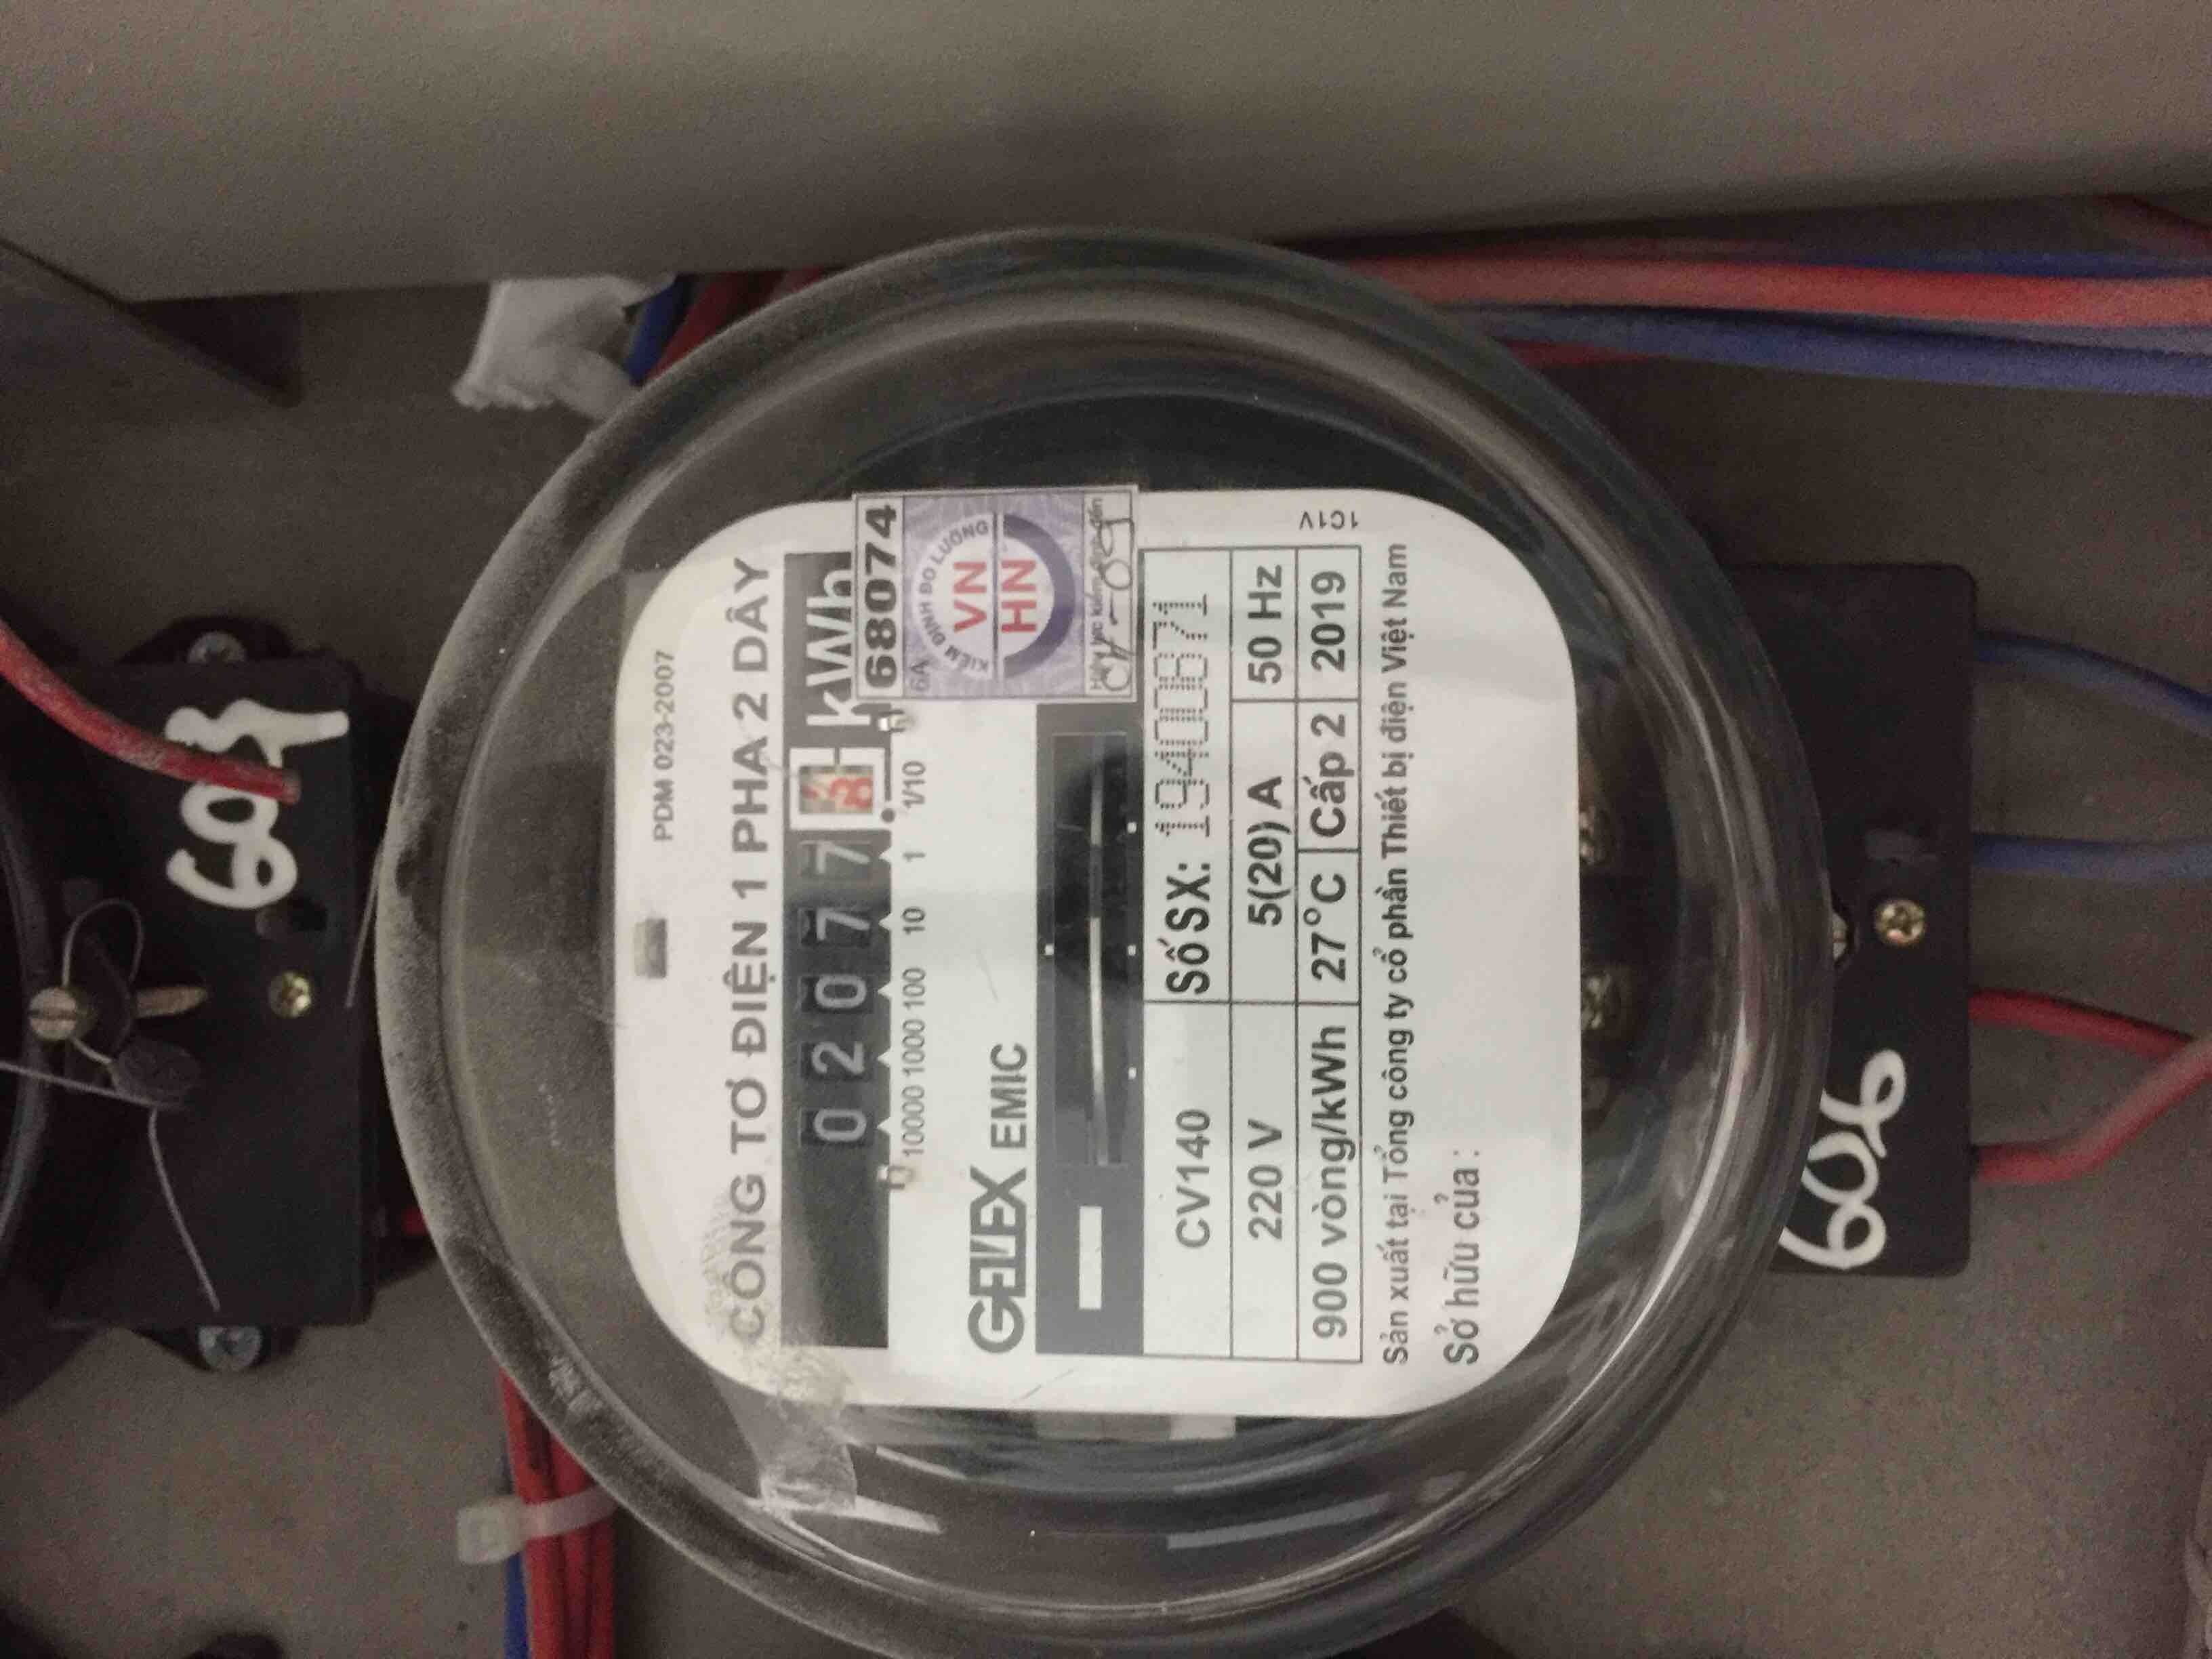 PDM 023-2007
CÔNG TƠ ĐIỆN 1 PHA 2 DÂY
0 2 0 7 7 8 kWh
10000 1000 100 10 1 1/10
680074
6A
KIỂM ĐỊNH ĐO LƯỜNG
VN
HN
GELEX EMIC
CV140 Số SX: 19400871
220 V 5(20) A 50 Hz
900 vòng/kWh 27°C Cấp 2 2019
1C1V
Sản xuất tại Tổng công ty cổ phần Thiết bị điện Việt Nam
Sở hữu của :
606